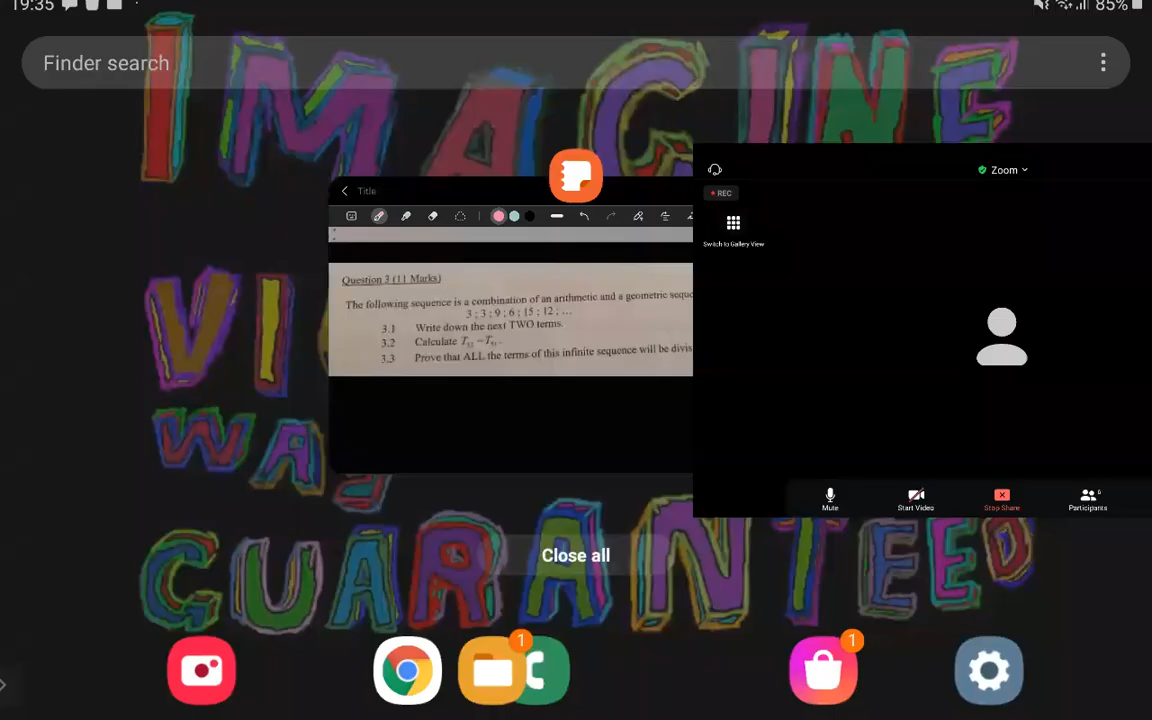 19:35
85%
IMAGINE
Finder search
Title
Zoom
REC
Switch to Gallery View
Question 3 (11 Marks)
The following sequence is a combination of an arithmetic and a geometric sequ
3 ; 3 ; 9 ; 6 ; 15 ; 12 ; ...
3.1 Write down the next TWO terms.
3.2 Calculate
3.3 Prove that ALL the terms of this infinite sequence will be divis
VI
WA
Mute
Start Video
Stop Share
Participants
6
GUARANTEED
Close all
1
1